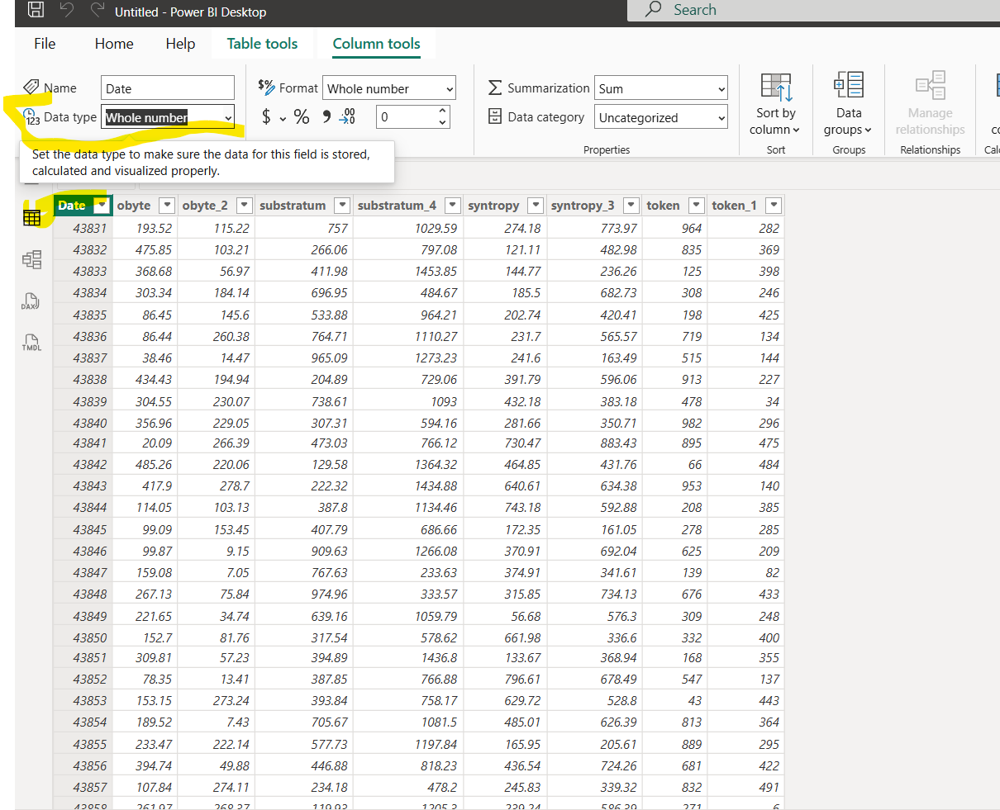 Untitled - Power BI Desktop
Search
File Home Help Table tools Column tools
Name Date
$% Format Whole number
Summarization Sum
Data type Whole number
$ % 0
Data category Uncategorized
Sort by column
Data groups
Manage relationships
Properties Sort Groups Relationships Calc
Set the data type to make sure the data for this field is stored,
calculated and visualized properly.
DAX
TMDL
Date obyte obyte_2 substratum substratum_4 syntropy syntropy_3 token token_1
43831 193.52 115.22 757 1029.59 274.18 773.97 964 282
43832 475.85 103.21 266.06 797.08 121.11 482.98 835 369
43833 368.68 56.97 411.98 1453.85 144.77 236.26 125 398
43834 303.34 184.14 696.95 484.67 185.5 682.73 308 246
43835 86.45 145.6 533.88 964.21 202.74 420.41 198 425
43836 86.44 260.38 764.71 1110.27 231.7 565.57 719 134
43837 38.46 14.47 965.09 1273.23 241.6 163.49 515 144
43838 434.43 194.94 204.89 729.06 391.79 596.06 913 227
43839 304.55 230.07 738.61 1093 432.18 383.18 478 34
43840 356.96 229.05 307.31 594.16 281.66 350.71 982 296
43841 20.09 266.39 473.03 766.12 730.47 883.43 895 475
43842 485.26 220.06 129.58 1364.32 464.85 431.76 66 484
43843 417.9 278.7 222.32 1434.88 640.61 634.38 953 140
43844 114.05 103.13 387.8 1134.46 743.18 592.88 208 385
43845 99.09 153.45 407.79 686.66 172.35 161.05 278 285
43846 99.87 9.15 909.63 1266.08 370.91 692.04 625 209
43847 159.08 7.05 767.63 233.63 374.91 341.61 139 82
43848 267.13 75.84 974.96 333.57 315.85 734.13 676 433
43849 221.65 34.74 639.16 1059.79 56.68 576.3 309 248
43850 152.7 81.76 317.54 578.62 661.98 336.6 332 400
43851 309.81 57.23 394.89 1436.8 133.67 368.94 168 355
43852 78.35 13.41 387.85 766.88 796.61 678.49 547 137
43853 153.15 273.24 393.84 758.17 629.72 528.8 43 443
43854 189.52 7.43 705.67 1081.5 485.01 626.39 813 364
43855 233.47 222.14 577.73 1197.84 165.95 205.61 889 295
43856 394.74 49.88 446.88 818.23 436.54 724.26 681 422
43857 107.84 274.11 234.18 478.2 245.83 339.32 832 491
43858 261.97 268.37 119.93 1205.3 239.24 586.39 271 6